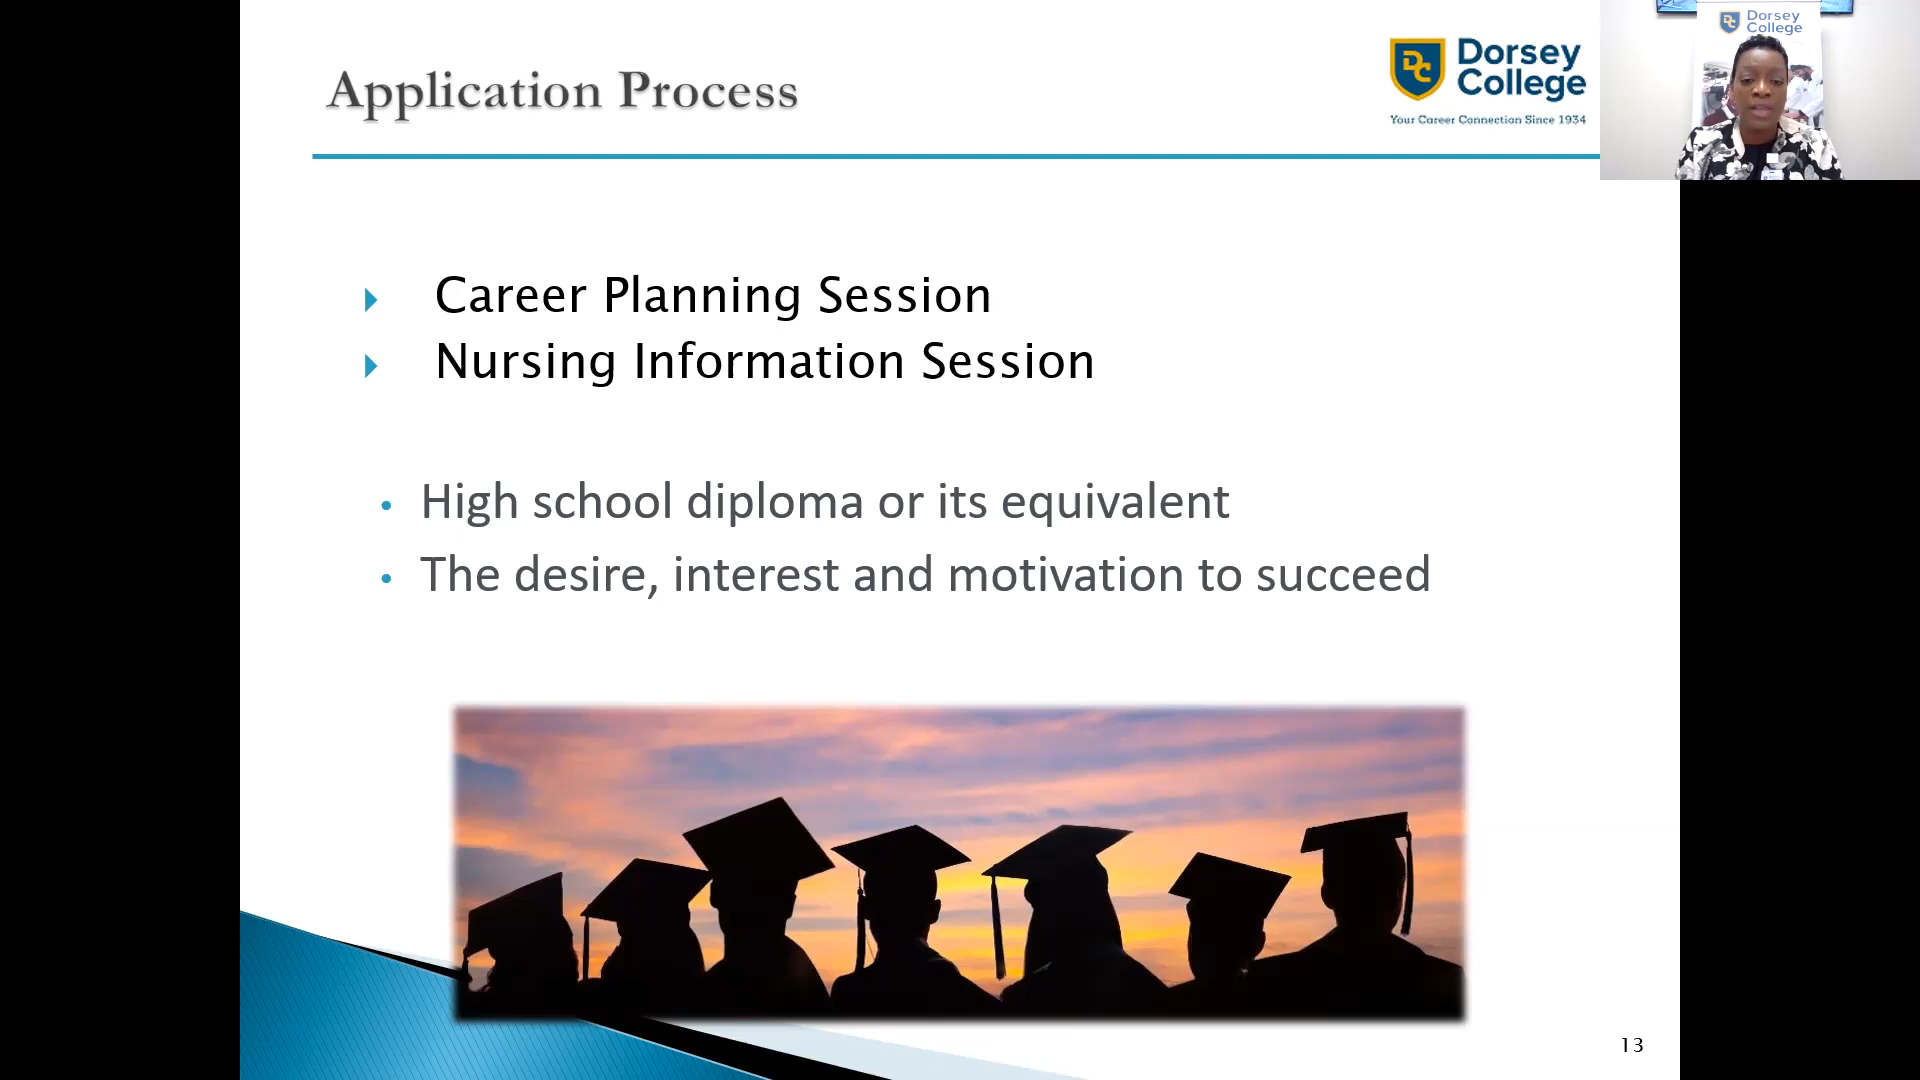 Application Process
Dorsey
College
Your Career Connection Since 1934
Dorsey
College
Career Planning Session
Nursing Information Session
High school diploma or its equivalent
The desire, interest and motivation to succeed
13